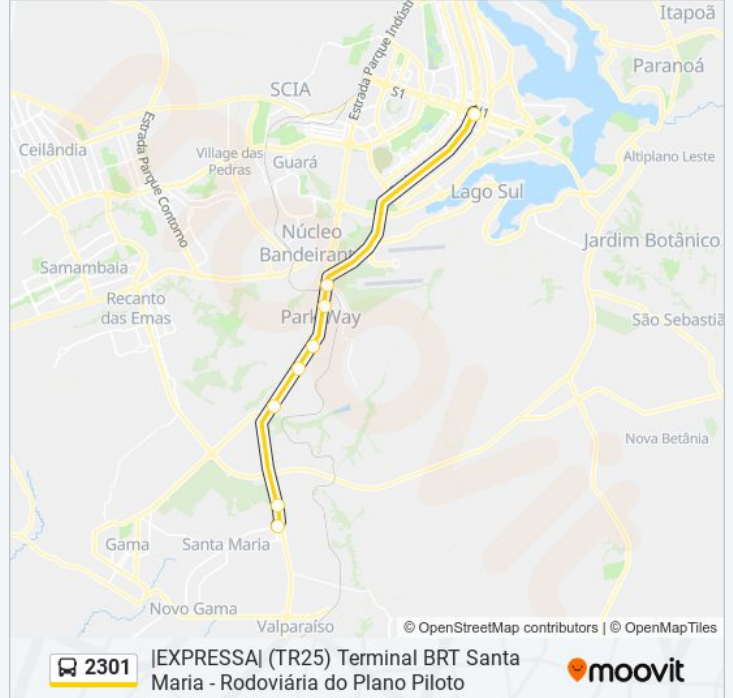 Itapoã
Paranoá
Estrada Parque Indústr
SCIA
S1
Estrada Parque Contorno
Ceilândia
Village das
Pedras
Guará
Altiplano Leste
Lago Sul
Núcleo
Bandeirant
Jardim Botânico
Samambaia
Recanto
das Emas
Park Way
São Sebastiã
Nova Betânia
Gama
Santa Maria
Novo Gama
Valparaíso
© OpenStreetMap contributors | © OpenMapTiles
2301
|EXPRESSA| (TR25) Terminal BRT Santa
Maria - Rodoviária do Plano Piloto
moovit